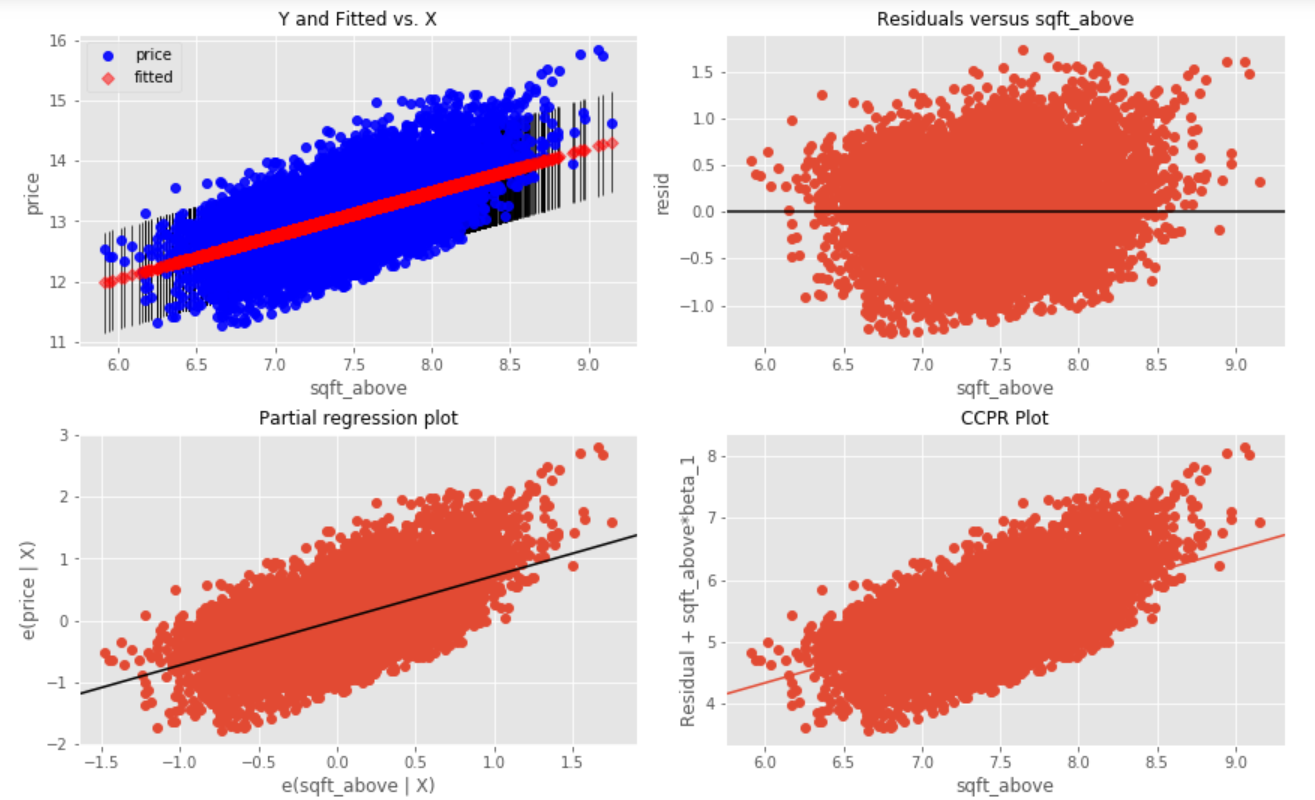 Y and Fitted vs. X
price
fitted
16
15
14
13
12
11
price
6.0 6.5 7.0 7.5 8.0 8.5 9.0
sqft_above
Residuals versus sqft_above
1.5
1.0
0.5
0.0
−0.5
−1.0
resid
6.0 6.5 7.0 7.5 8.0 8.5 9.0
sqft_above
Partial regression plot
3
2
1
0
−1
−2
e(price | X)
−1.5 −1.0 −0.5 0.0 0.5 1.0 1.5
e(sqft_above | X)
CCPR Plot
8
7
6
5
4
Residual + sqft_above*beta_1
6.0 6.5 7.0 7.5 8.0 8.5 9.0
sqft_above